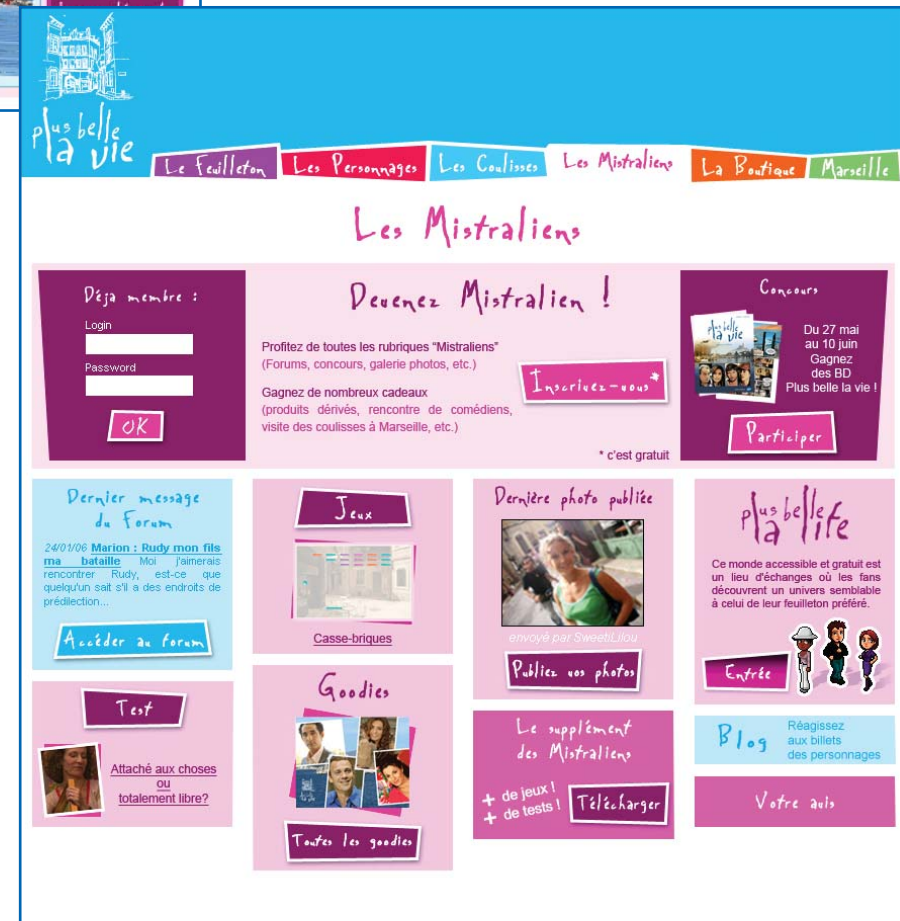 plus belle
la vie
Le Feuilleton
Les Personnages
Les Coulisses
Les Mistraliens
La Boutique
Marseille
Les Mistraliens
Déja membre :
Login
Password
OK
Devenez Mistralien !
Profitez de toutes les rubriques "Mistraliens"
(Forums, concours, galerie photos, etc.)
Gagnez de nombreux cadeaux
(produits dérivés, rencontre de comédiens,
visite des coulisses à Marseille, etc.)
Inscrivez-vous*
* c'est gratuit
Concours
plus belle
la vie
Du 27 mai
au 10 juin
Gagnez
des BD
Plus belle la vie !
Participer
Dernier message
du Forum
24/01/06 Marion : Rudy mon fils
ma bataille Moi j'aimerais
rencontrer Rudy, est-ce que
quelqu'un sait s'il a des endroits de
prédilection...
Accéder au forum
Test
Attaché aux choses
ou
totalement libre?
Jeux
Casse-briques
Goodies
Toutes les goodies
Dernière photo publiée
envoyé par SweetiLilou
Publiez vos photos
Le supplément
des Mistraliens
+ de jeux !
+ de tests !
Télécharger
plus belle
la life
Ce monde accessible et gratuit est
un lieu d'échanges où les fans
découvrent un univers semblable
à celui de leur feuilleton préféré.
Entrée
Blog
Réagissez
aux billets
des personnages
Votre avis